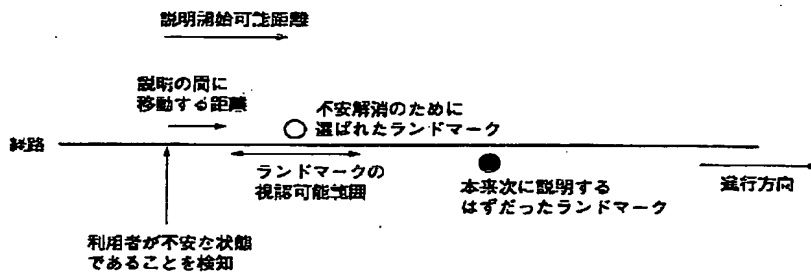 説明開始可能距離
説明の間に
移動する距離
不安解消のために
選ばれたランドマーク
経路
ランドマークの
視認可能範囲
本来次に説明する
はずだったランドマーク
進行方向
利用者が不安な状態
であることを検知